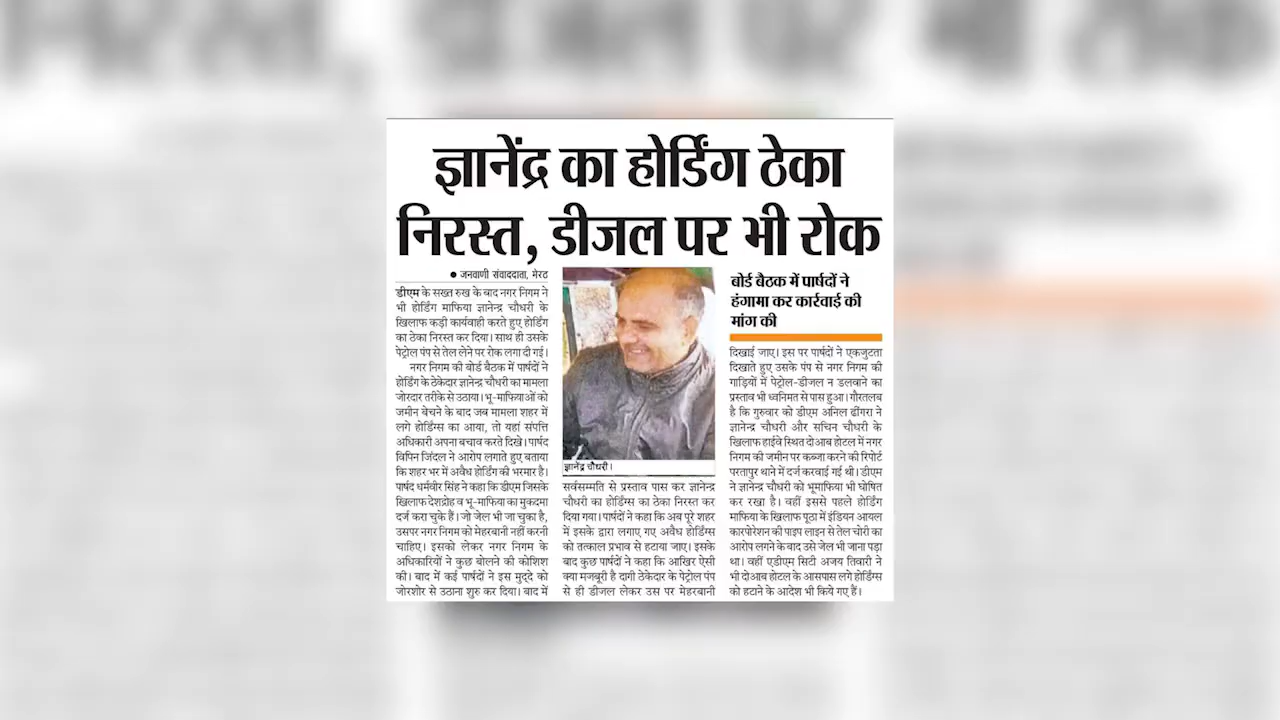 ज्ञानेंद्र का होर्डिंग ठेका
निरस्त, डीजल पर भी रोक
● जनवाणी संवाददाता, मेरठ
डीएम के सख्त रुख के बाद नगर निगम ने
भी होर्डिंग माफिया ज्ञानेन्द्र चौधरी के
खिलाफ कड़ी कार्यवाही करते हुए होर्डिंग
का ठेका निरस्त कर दिया। साथ ही उसके
पेट्रोल पंप से तेल लेने पर रोक लगा दी गई।
नगर निगम की बोर्ड बैठक में पार्षदों ने
होर्डिंग के ठेकेदार ज्ञानेन्द्र चौधरी का मामला
जोरदार तरीके से उठाया। भू-माफियाओं को
जमीन बेचने के बाद जब मामला शहर में
लगे होर्डिंग्स का आया, तो यहां संपत्ति
अधिकारी अपना बचाव करते दिखे। पार्षद
विपिन जिंदल ने आरोप लगाते हुए बताया
कि शहर भर में अवैध होर्डिंग की भरमार है।
पार्षद धर्मवीर सिंह ने कहा कि डीएम जिसके
खिलाफ देशद्रोह व भू-माफिया का मुकदमा
दर्ज करा चुके हैं। जो जेल भी जा चुका है,
उसपर नगर निगम को मेहरबानी नहीं करनी
चाहिए। इसको लेकर नगर निगम के
अधिकारियों ने कुछ बोलने की कोशिश
की। बाद में कई पार्षदों ने इस मुद्दे को
जोरशोर से उठाना शुरु कर दिया। बाद में
ज्ञानेन्द्र चौधरी।
सर्वसम्मति से प्रस्ताव पास कर ज्ञानेन्द्र
चौधरी का होर्डिंग्स का ठेका निरस्त कर
दिया गया। पार्षदों ने कहा कि अब पूरे शहर
में इसके द्वारा लगाए गए अवैध होर्डिंग्स
को तत्काल प्रभाव से हटाया जाए। इसके
बाद कुछ पार्षदों ने कहा कि आखिर ऐसी
क्या मजबूरी है दागी ठेकेदार के पेट्रोल पंप
से ही डीजल लेकर उस पर मेहरबानी
बोर्ड बैठक में पार्षदों ने
हंगामा कर कार्रवाई की
मांग की
दिखाई जाए। इस पर पार्षदों ने एकजुटता
दिखाते हुए उसके पंप से नगर निगम की
गाड़ियों में पेट्रोल-डीजल न डलवाने का
प्रस्ताव भी ध्वनिमत से पास हुआ। गौरतलब
है कि गुरुवार को डीएम अनिल ढींगरा ने
ज्ञानेन्द्र चौधरी और सचिन चौधरी के
खिलाफ हाईवे स्थित दोआब होटल में नगर
निगम की जमीन पर कब्जा करने की रिपोर्ट
परतापुर थाने में दर्ज करवाई गई थी। डीएम
ने ज्ञानेन्द्र चौधरी को भूमाफिया भी घोषित
कर रखा है। वहीं इससे पहले होर्डिंग
माफिया के खिलाफ पूठा में इंडियन आयल
कारपोरेशन की पाइप लाइन से तेल चोरी का
आरोप लगने के बाद उसे जेल भी जाना पड़ा
था। वहीं एडीएम सिटी अजय तिवारी ने
भी दोआब होटल के आसपास लगे होर्डिंग्स
को हटाने के आदेश भी किये गए हैं।